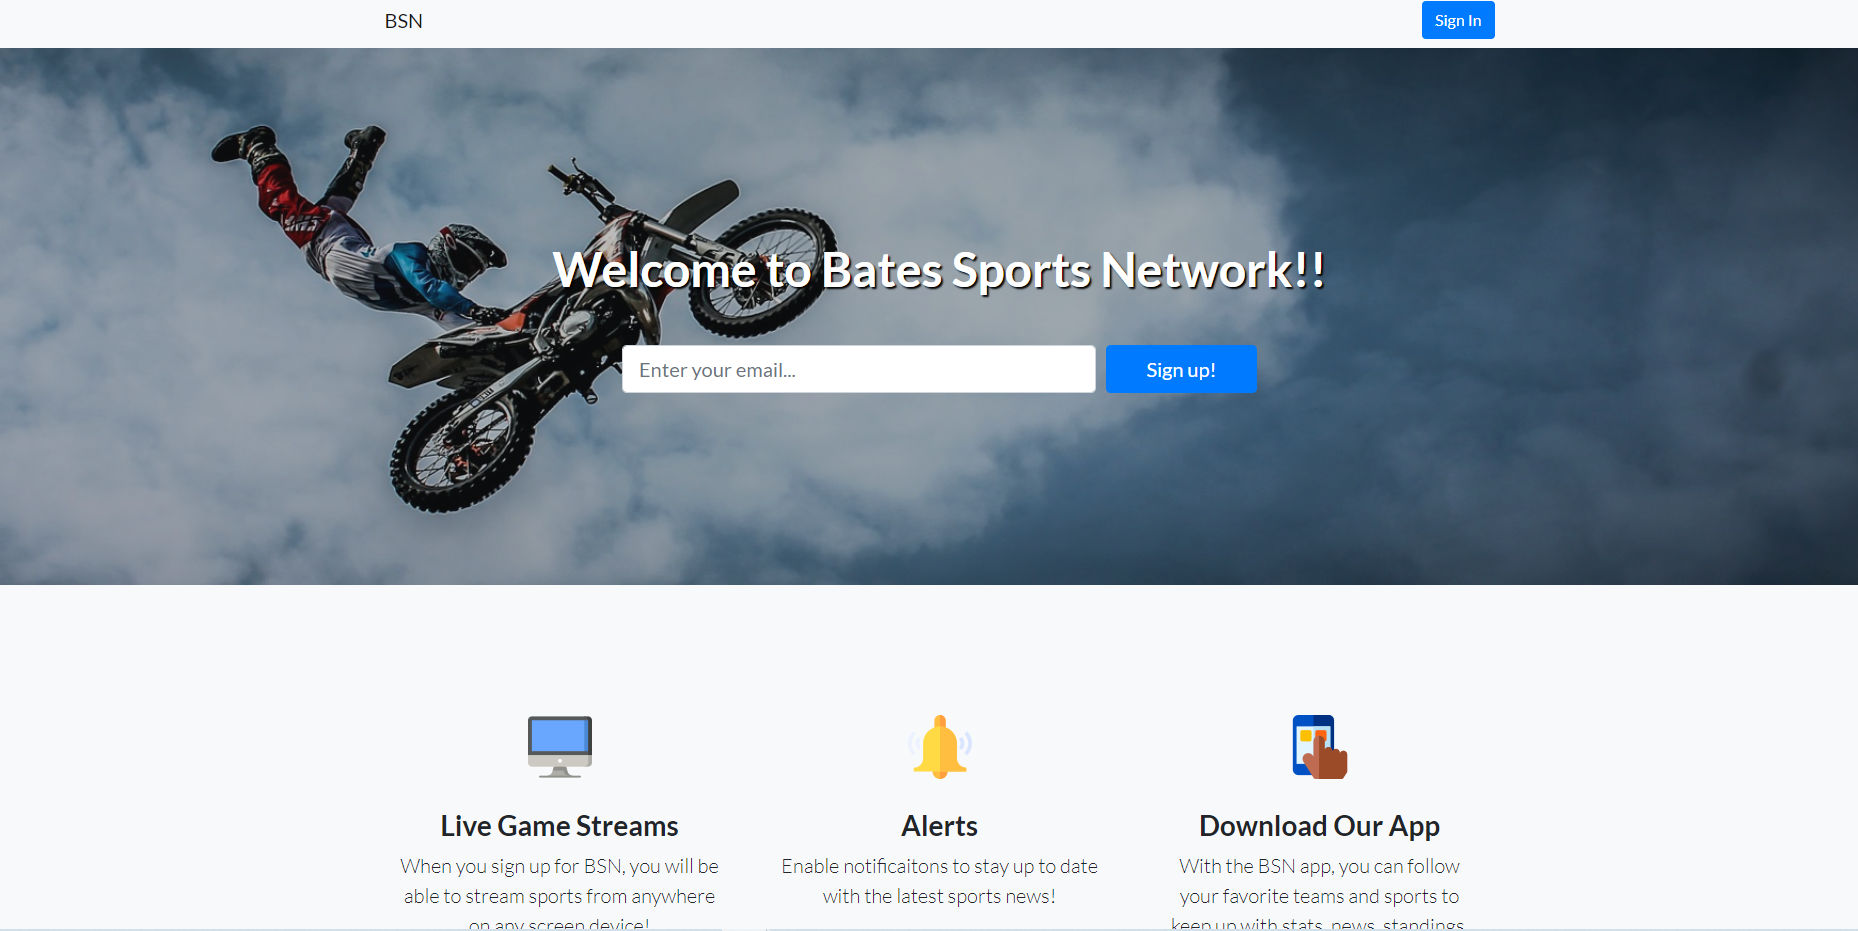 BSN
Sign In
Welcome to Bates Sports Network!!
Enter your email...
Sign up!
Live Game Streams
When you sign up for BSN, you will be
able to stream sports from anywhere
on any screen device!
Alerts
Enable notificaitons to stay up to date
with the latest sports news!
Download Our App
With the BSN app, you can follow
your favorite teams and sports to
keep up with stats, news, standings